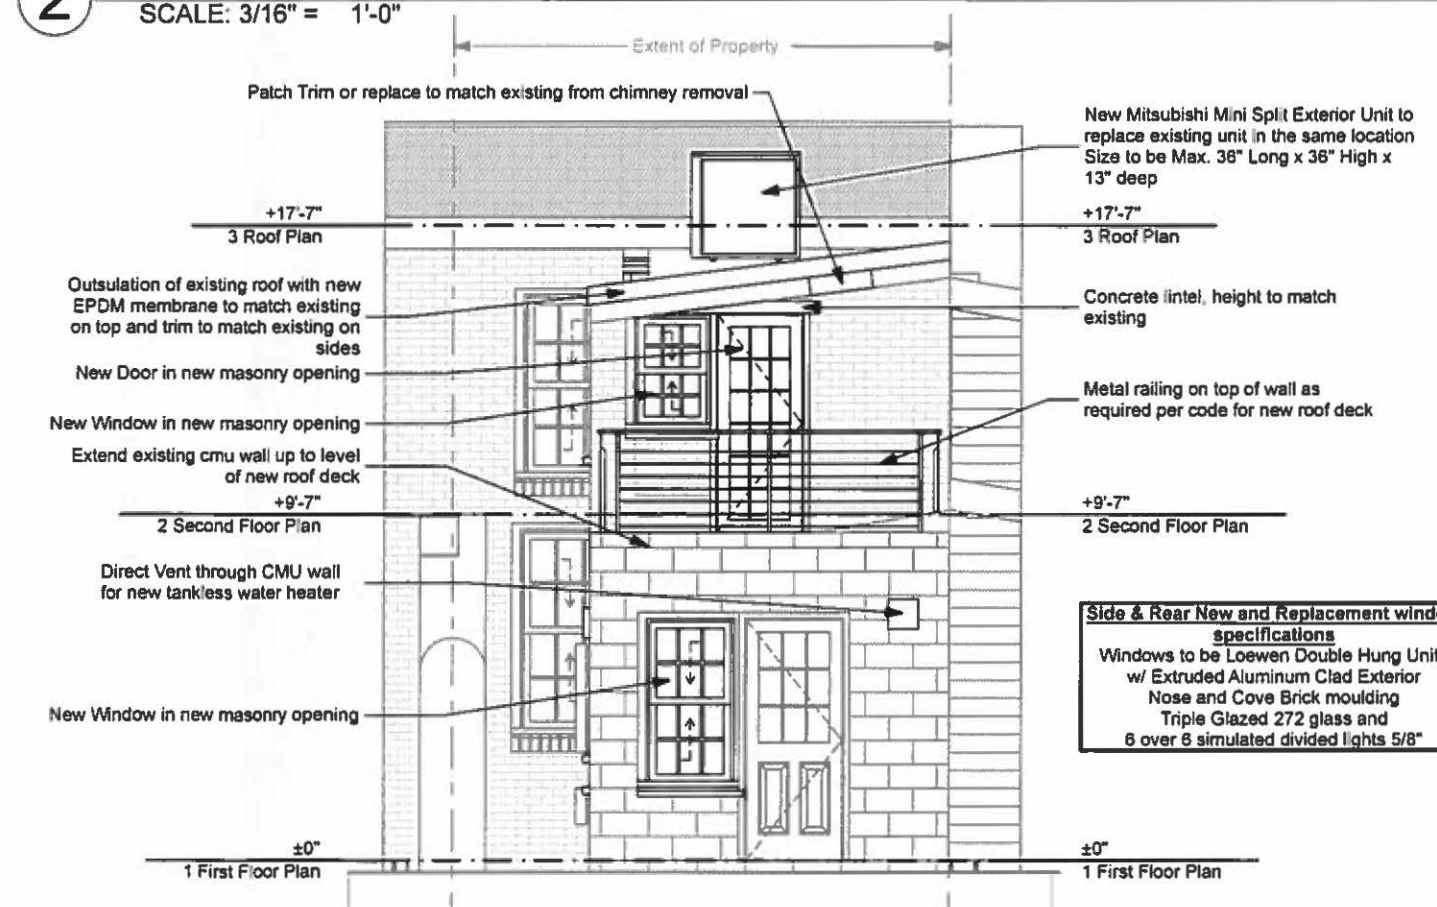 2
SCALE: 3/16" = 1'-0"
Extent of Property
Patch Trim or replace to match existing from chimney removal
New Mitsubishi Mini Split Exterior Unit to
replace existing unit in the same location
Size to be Max. 36" Long x 36" High x
13" deep
+17'-7"
3 Roof Plan
+17'-7"
3 Roof Plan
Outsulation of existing roof with new
EPDM membrane to match existing
on top and trim to match existing on
sides
Concrete lintel, height to match
existing
New Door in new masonry opening
Metal railing on top of wall as
required per code for new roof deck
New Window in new masonry opening
Extend existing cmu wall up to level
of new roof deck
+9'-7"
2 Second Floor Plan
+9'-7"
2 Second Floor Plan
Direct Vent through CMU wall
for new tankless water heater
Side & Rear New and Replacement windo
specifications
Windows to be Loewen Double Hung Unit
w/ Extruded Aluminum Clad Exterior
Nose and Cove Brick moulding
Triple Glazed 272 glass and
6 over 6 simulated divided lights 5/8"
New Window in new masonry opening
±0"
1 First Floor Plan
±0"
1 First Floor Plan